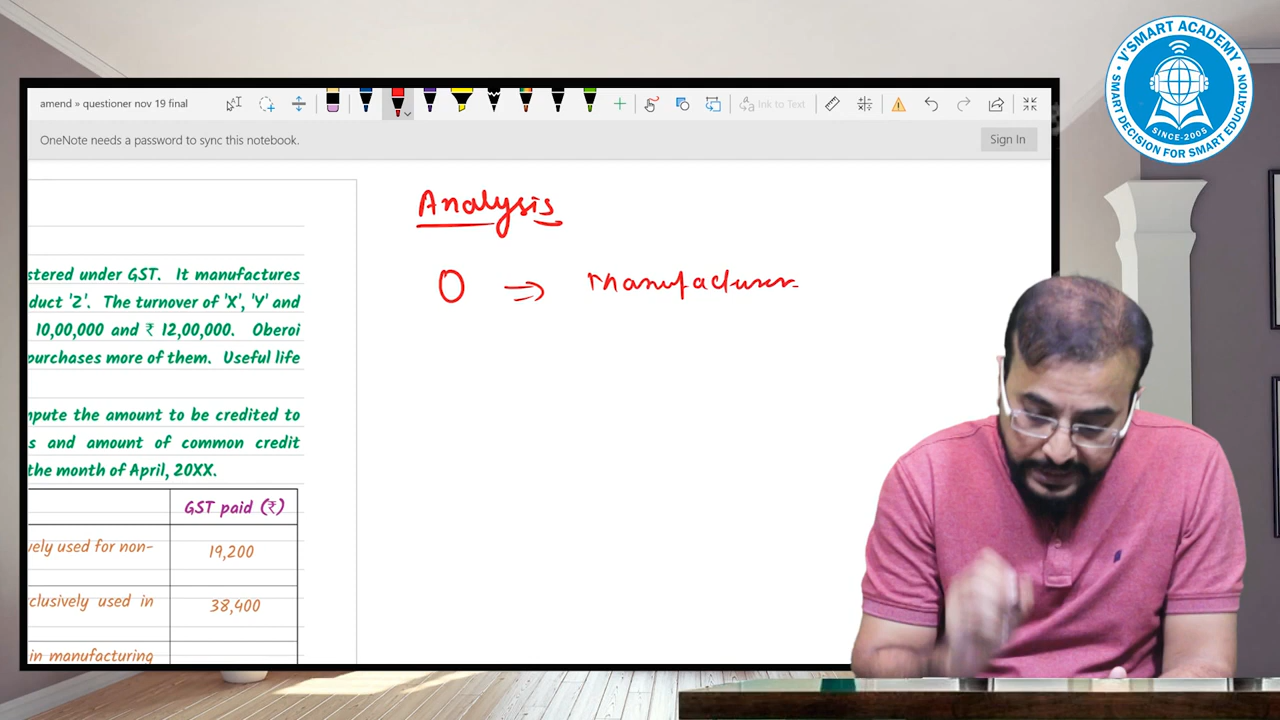 amend » questioner nov 19 final
Ink to Text
OneNote needs a password to sync this notebook.
Sign In
Analysis
O ⇒ Manufacturer
stered under GST. It manufactures
duct 'Z'. The turnover of 'X', 'Y' and
10,00,000 and ₹ 12,00,000. Oberoi
purchases more of them. Useful life
mpute the amount to be credited to
s and amount of common credit
the month of April, 20XX.
GST paid (₹)
vely used for non-
19,200
clusively used in
38,400
in manufacturing
V'SMART ACADEMY
SINCE-2005
SMART DECISION FOR SMART EDUCATION